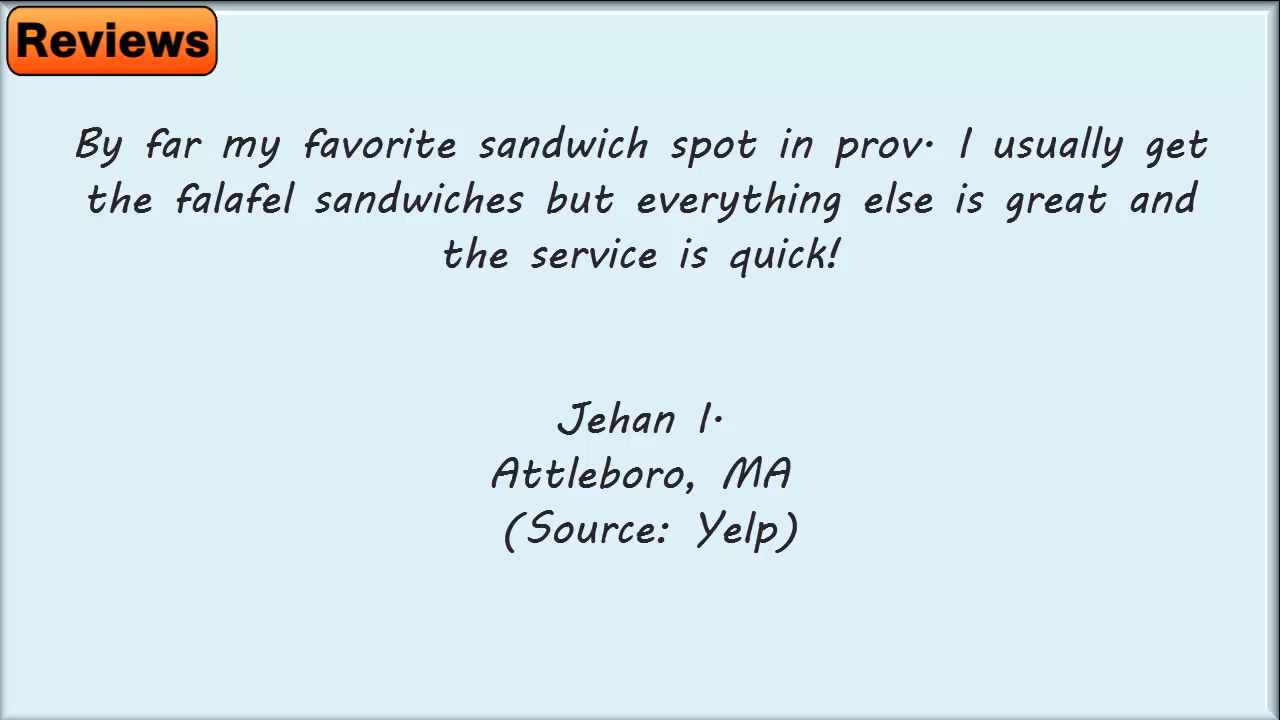 Reviews
By far my favorite sandwich spot in prov. I usually get
the falafel sandwiches but everything else is great and
the service is quick!
Jehan I.
Attleboro, MA
(Source: Yelp)